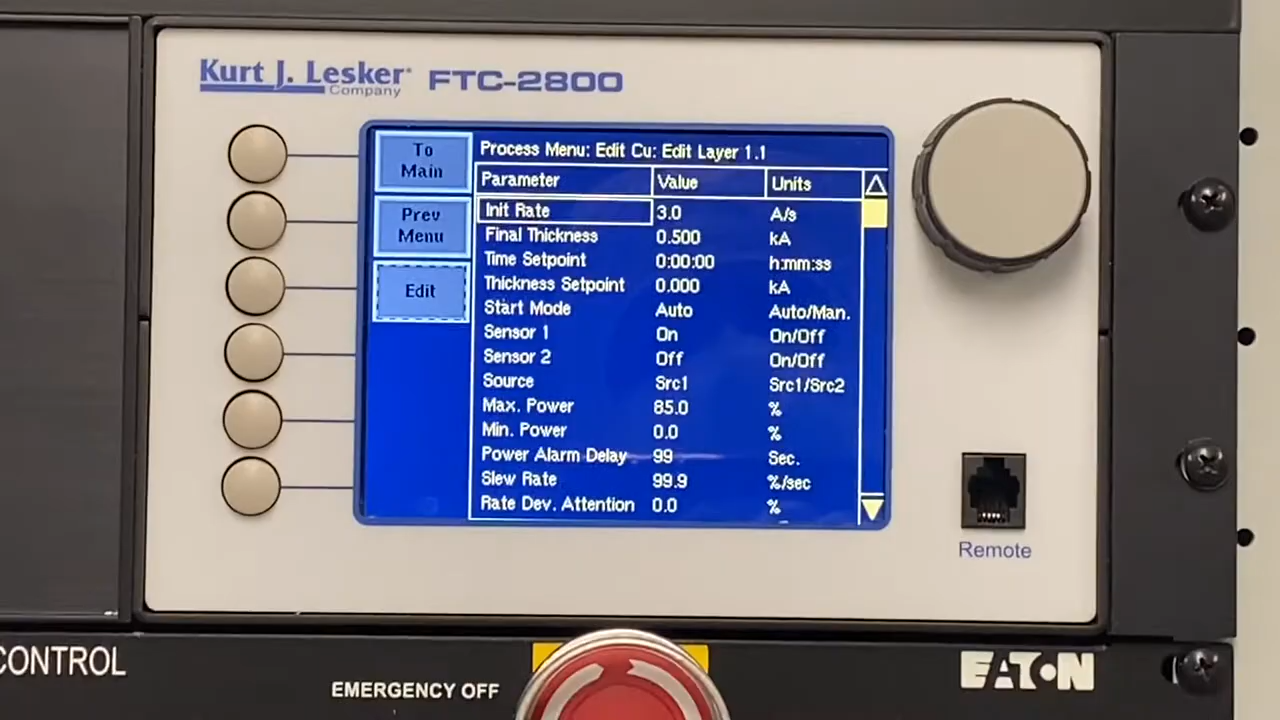 Kurt J. Lesker
Company
FTC-2800
To
Main
Prev
Menu
Edit
Process Menu: Edit Cu: Edit Layer 1.1
Parameter Value Units
Init Rate 3.0 A/s
Final Thickness 0.500 kA
Time Setpoint 0:00:00 h:mm:ss
Thickness Setpoint 0.000 kA
Start Mode Auto Auto/Man.
Sensor 1 On On/Off
Sensor 2 Off On/Off
Source Src1 Src1/Src2
Max. Power 85.0 %
Min. Power 0.0 %
Power Alarm Delay 99 Sec.
Slew Rate 99.9 %/sec
Rate Dev. Attention 0.0 %
Remote
CONTROL
EMERGENCY OFF
EATON